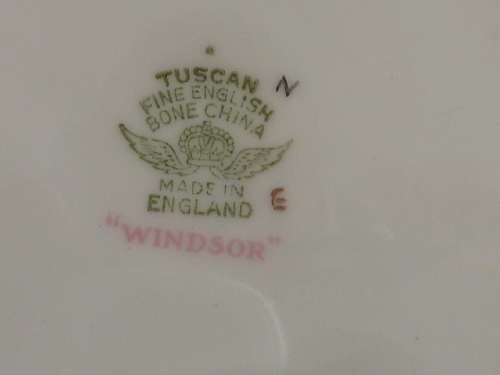 TUSCAN N
FINE ENGLISH
BONE CHINA
MADE IN
ENGLAND E
"WINDSOR"